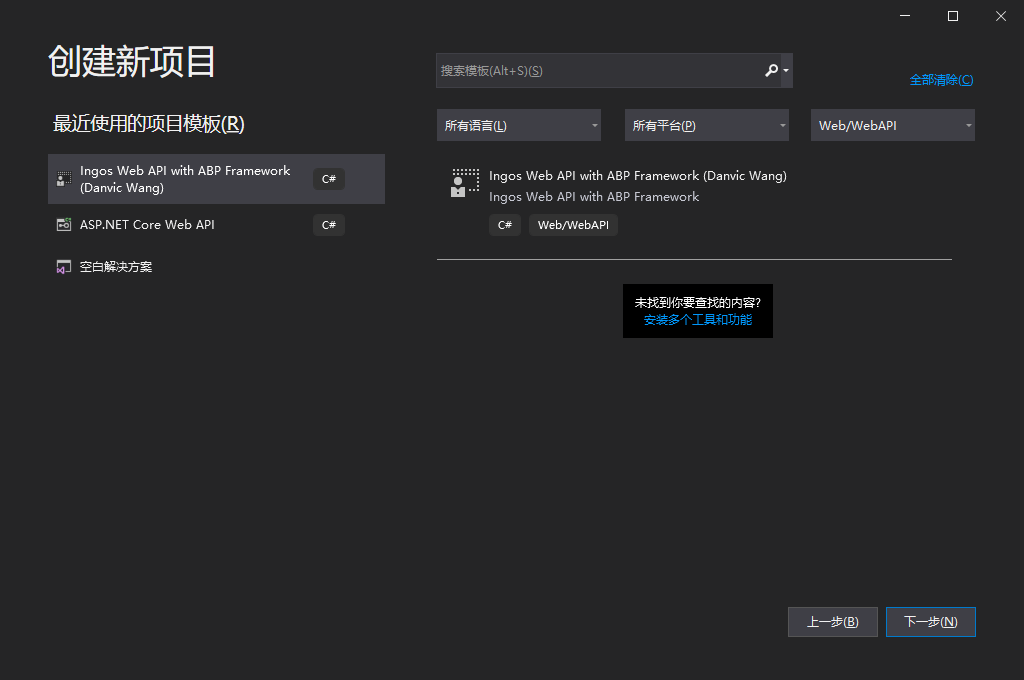 创建新项目
最近使用的项目模板(R)
Ingos Web API with ABP Framework
(Danvic Wang)
C#
ASP.NET Core Web API
C#
空白解决方案
搜索模板(Alt+S)(S)
全部清除(C)
所有语言(L)
所有平台(P)
Web/WebAPI
Ingos Web API with ABP Framework (Danvic Wang)
Ingos Web API with ABP Framework
C#
Web/WebAPI
未找到你要查找的内容?
安装多个工具和功能
上一步(B)
下一步(N)